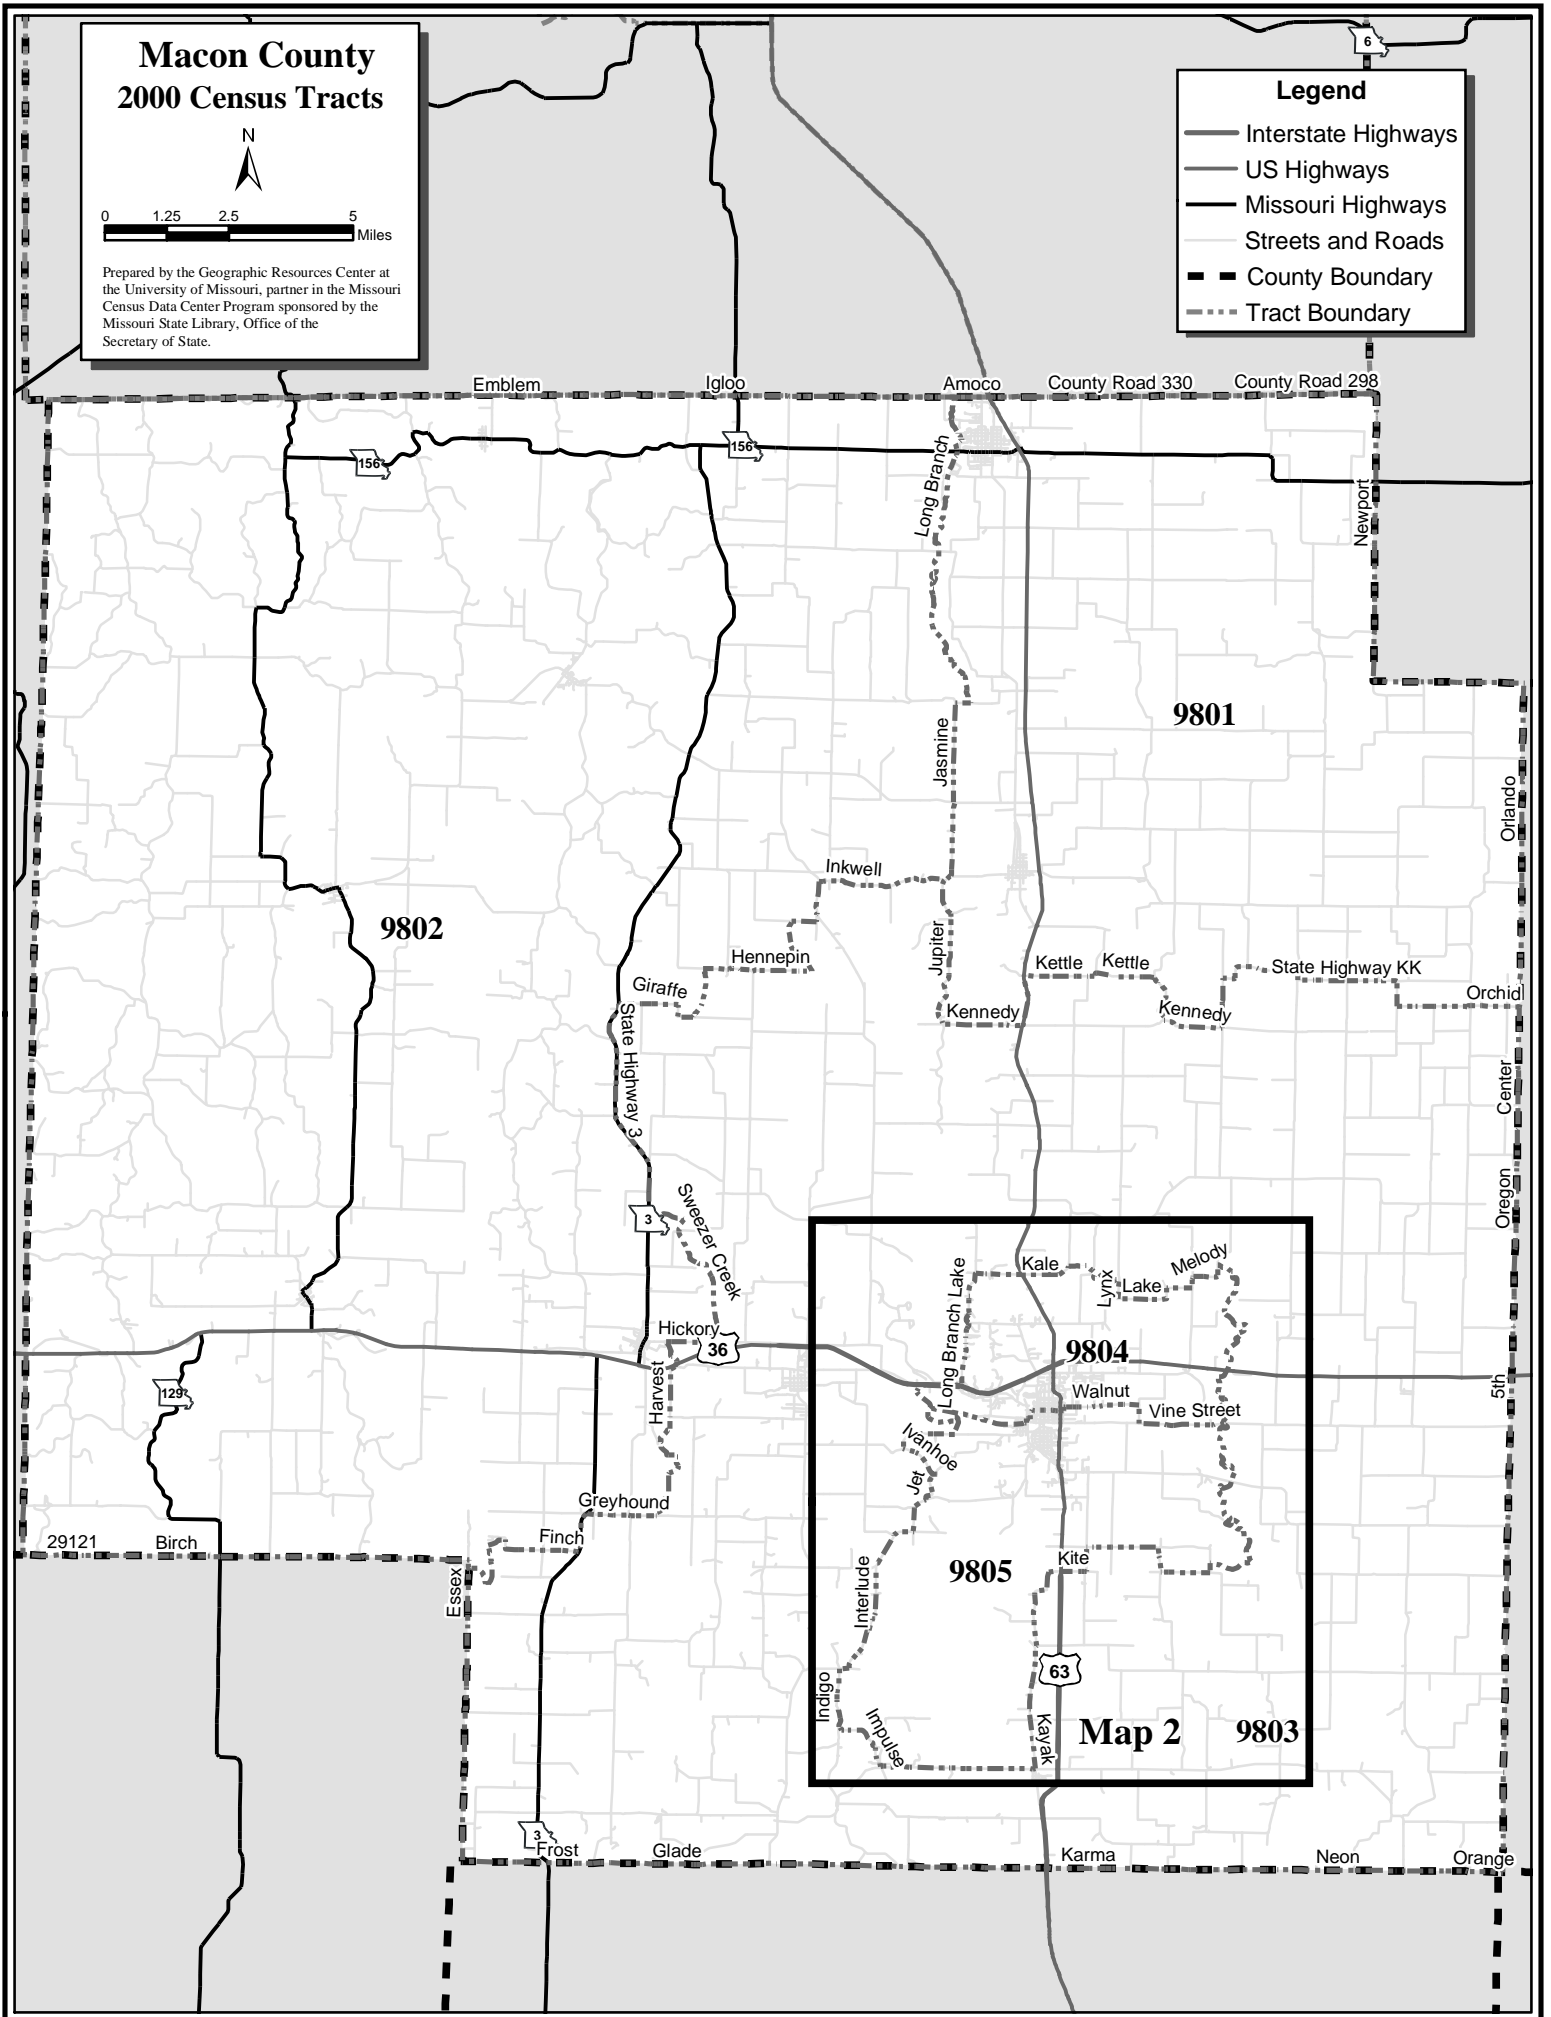 Macon County
2000 Census Tracts
N
0 1.25 2.5 5
Miles
Prepared by the Geographic Resources Center at
the University of Missouri, partner in the Missouri
Census Data Center Program sponsored by the
Missouri State Library, Office of the
Secretary of State.
6
Legend
Interstate Highways
US Highways
Missouri Highways
Streets and Roads
County Boundary
Tract Boundary
Emblem
Igloo
Amoco
County Road 330
County Road 298
156
156
Long Branch
Newport
9801
Jasmine
Orlando
Inkwell
9802
Jupiter
Hennepin
Kettle
Kettle
State Highway KK
Giraffe
Orchid
Kennedy
Kennedy
State Highway 3
Center
Oregon
3
Sweezer Creek
Kale
Lynx
Lake
Melody
Long Branch Lake
Hickory
36
9804
129
Harvest
Walnut
Vine Street
5th
Ivanhoe
Jet
Greyhound
Finch
29121
Birch
Essex
Interlude
9805
Kite
63
Indigo
Impulse
Kayak
Map 2
9803
3
Frost
Glade
Karma
Neon
Orange